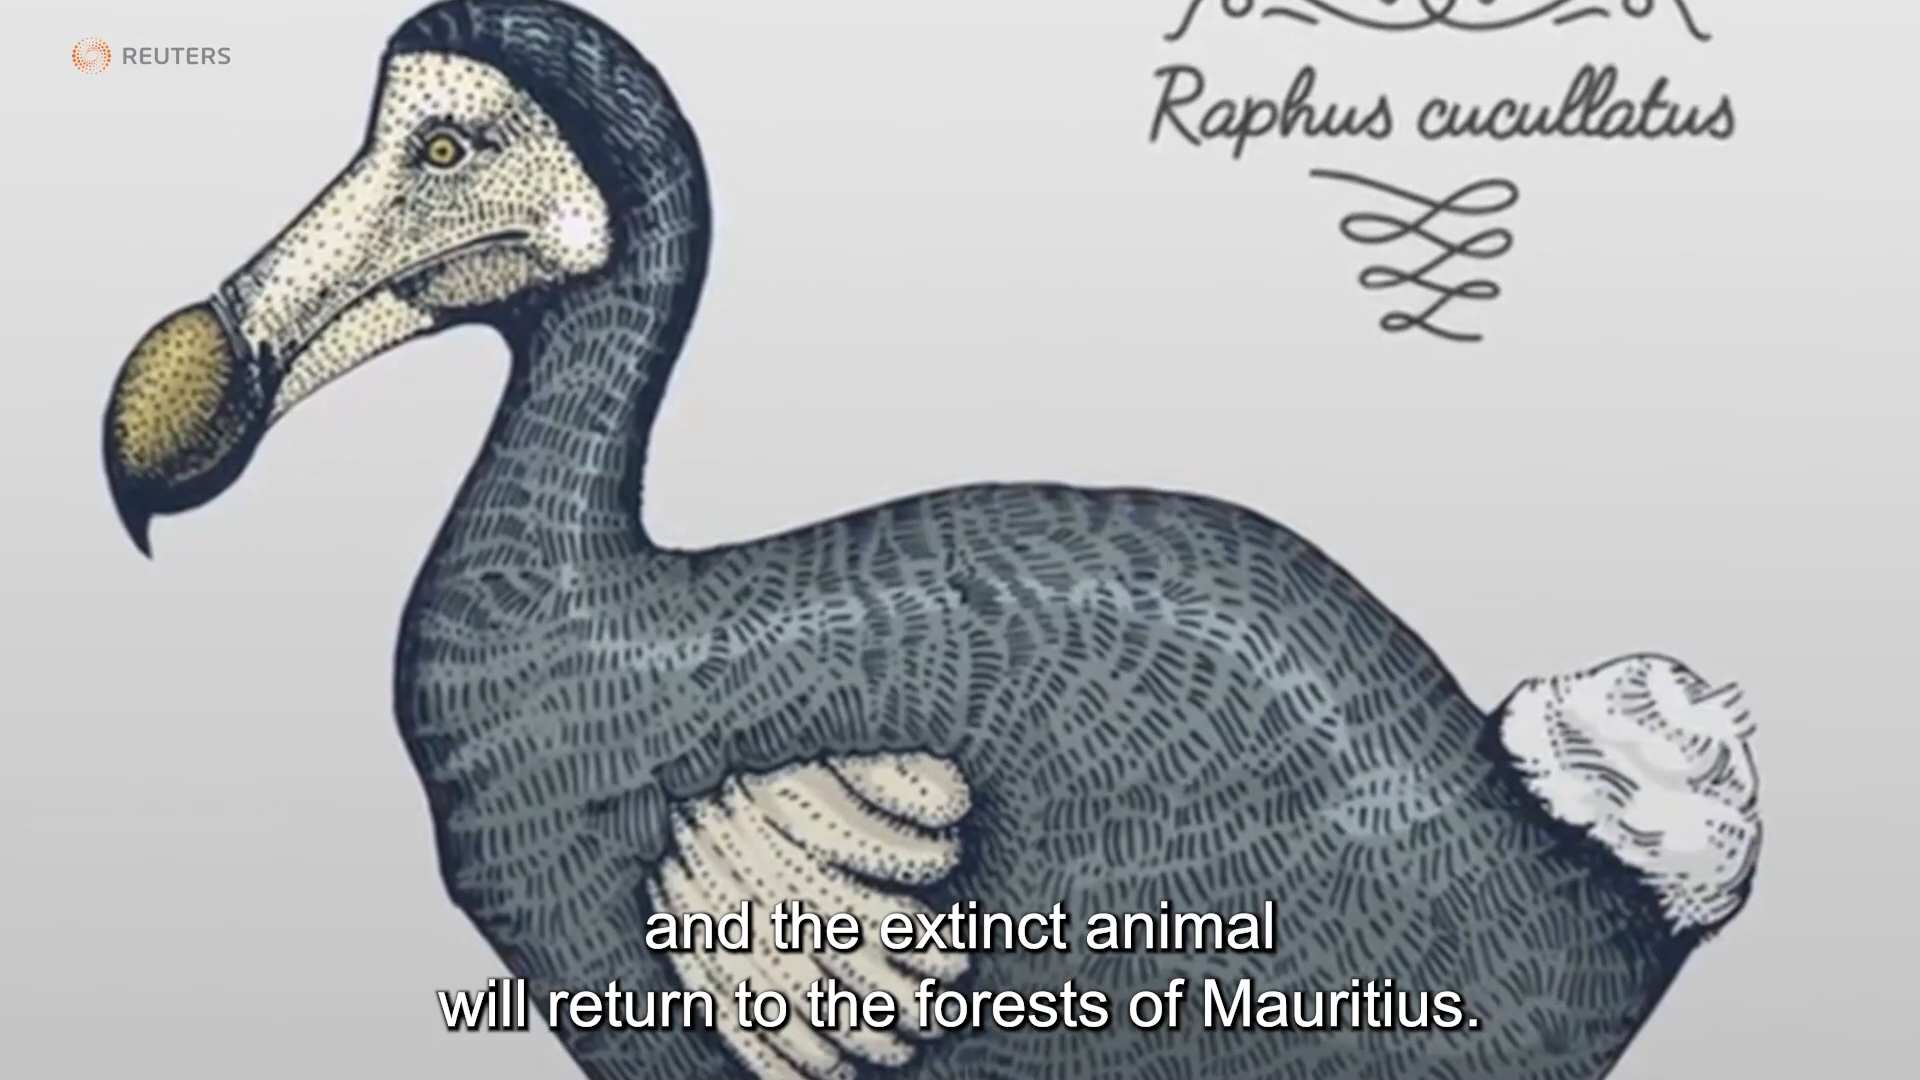 REUTERS
Raphus cucullatus
and the extinct animal
will return to the forests of Mauritius.